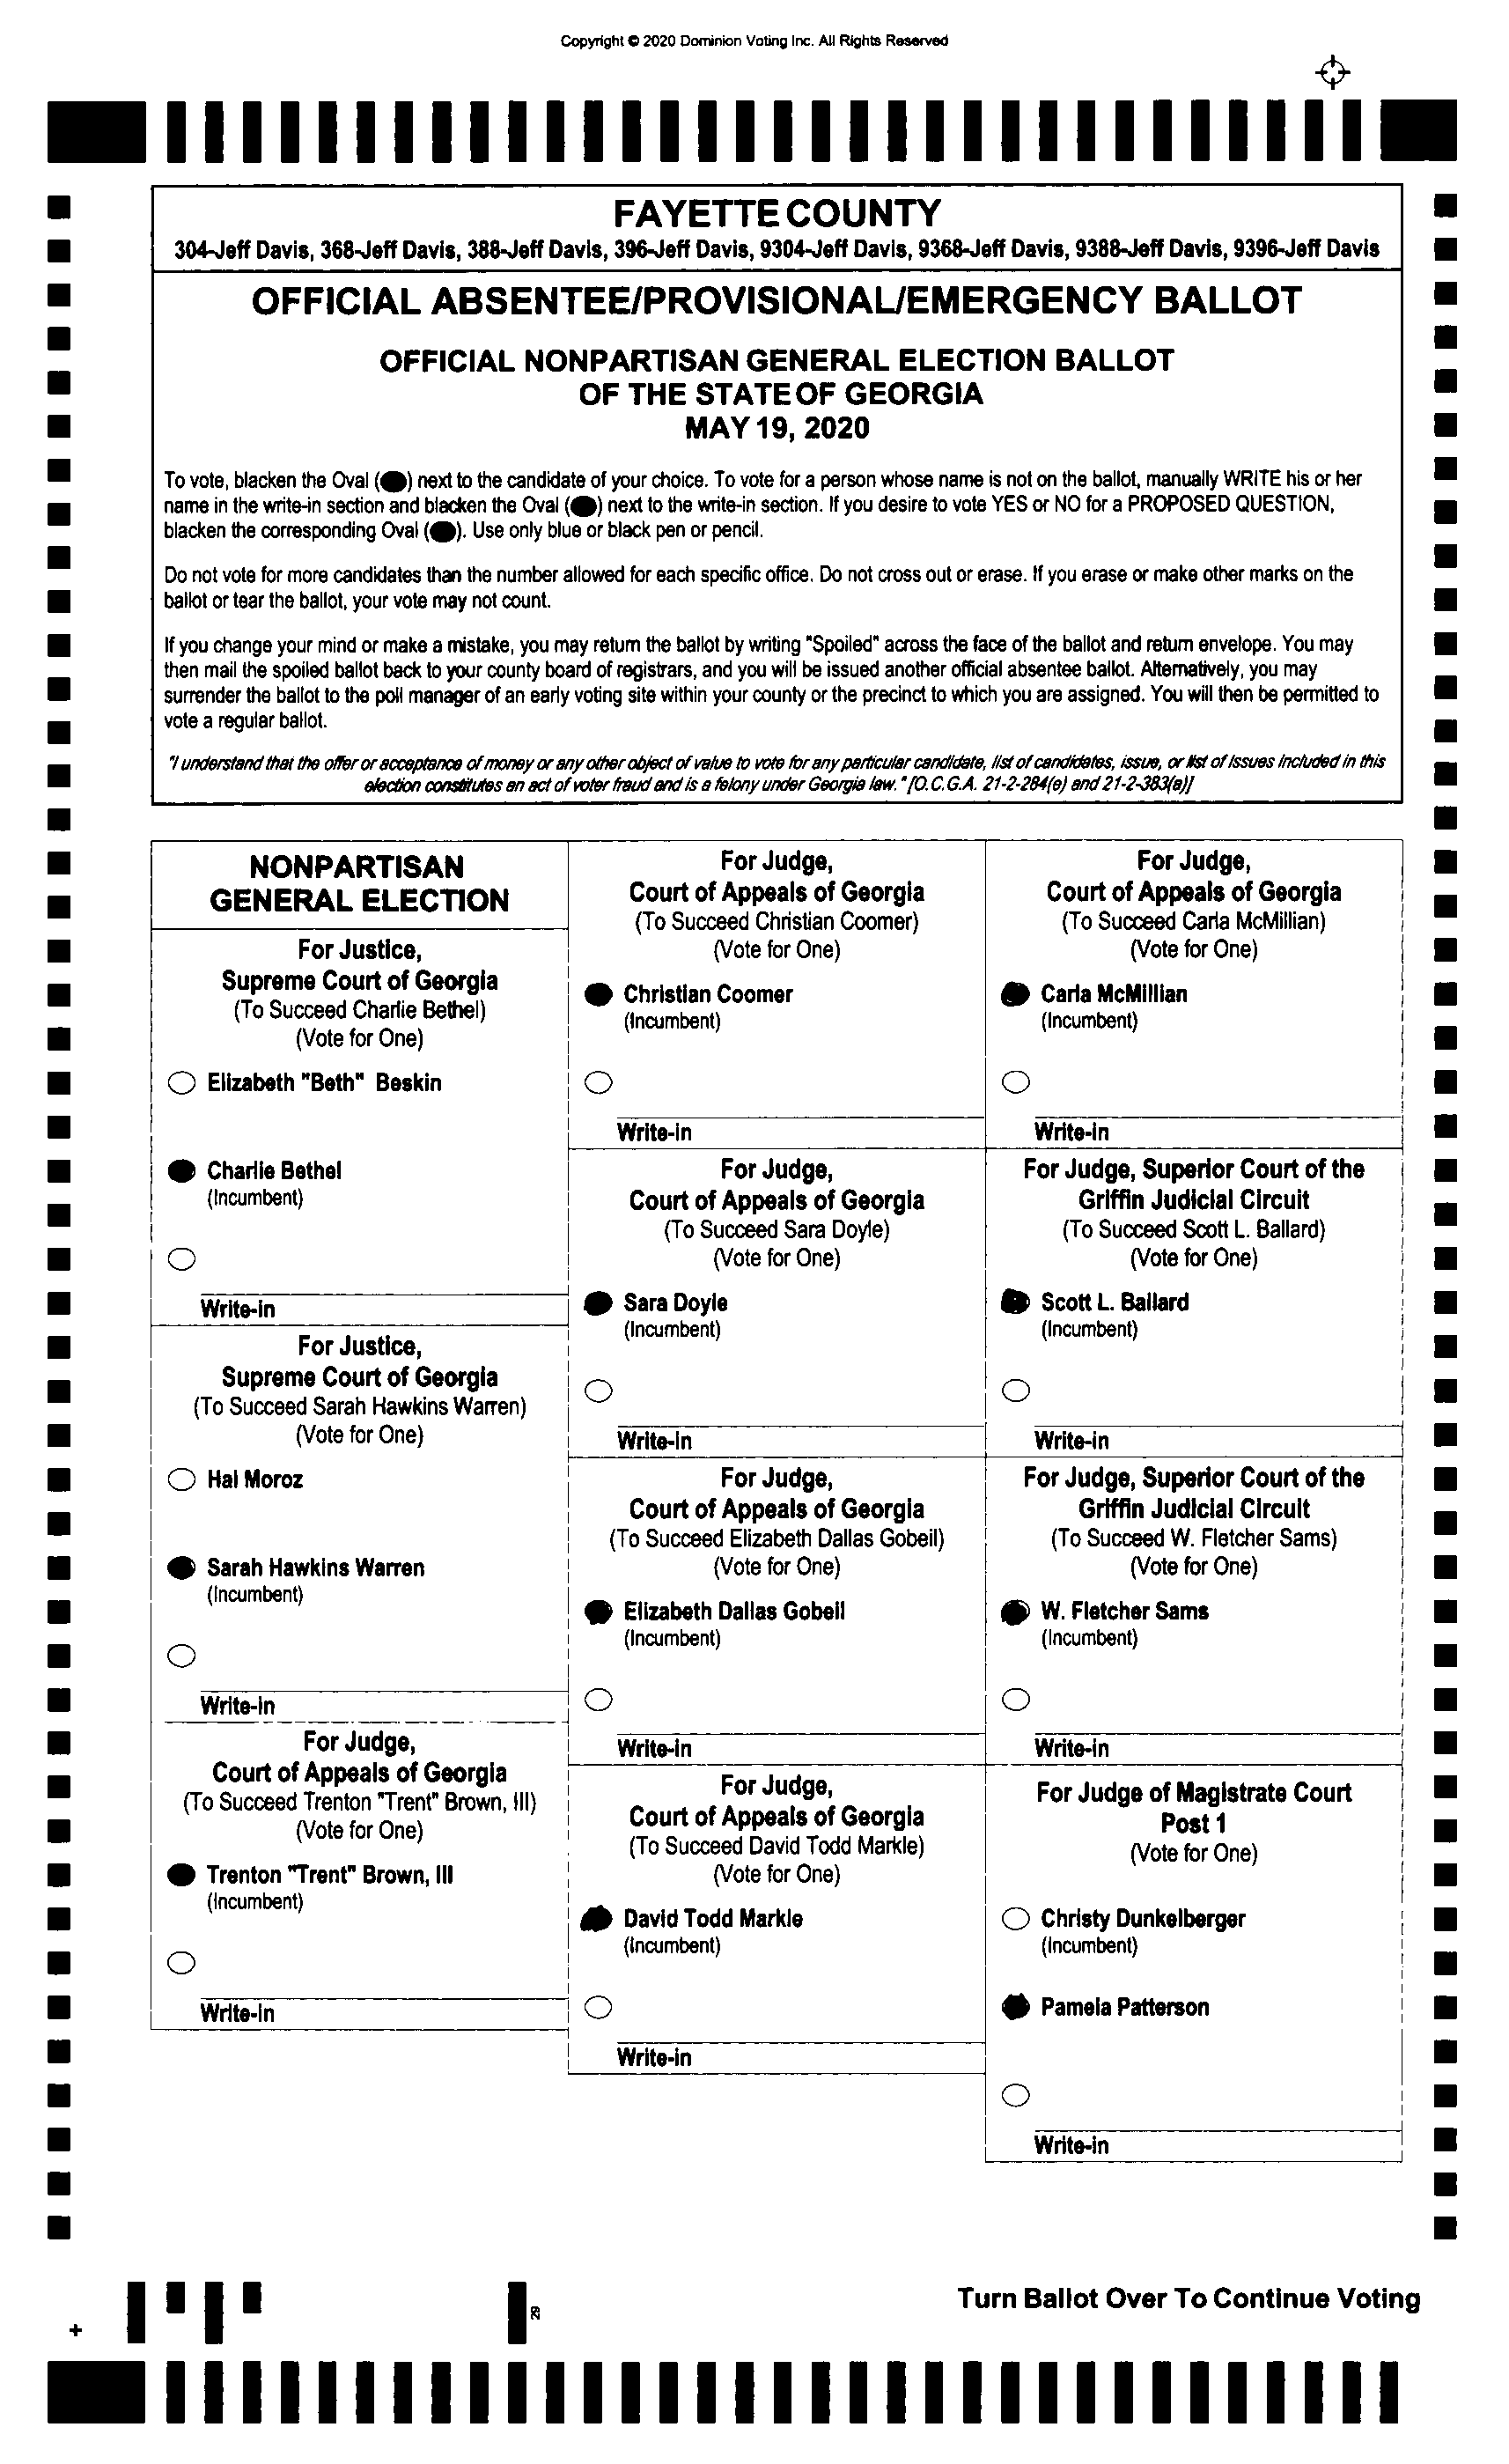 Copyright © 2020 Dominion Voting Inc. All Rights Reserved
FAYETTE COUNTY
304-Jeff Davis, 368-Jeff Davis, 388-Jeff Davis, 396-Jeff Davis, 9304-Jeff Davis, 9368-Jeff Davis, 9388-Jeff Davis, 9396-Jeff Davis
OFFICIAL ABSENTEE/PROVISIONAL/EMERGENCY BALLOT
OFFICIAL NONPARTISAN GENERAL ELECTION BALLOT
OF THE STATE OF GEORGIA
MAY 19, 2020
To vote, blacken the Oval () next to the candidate of your choice. To vote for a person whose name is not on the ballot, manually WRITE his or her
name in the write-in section and blacken the Oval () next to the write-in section. If you desire to vote YES or NO for a PROPOSED QUESTION,
blacken the corresponding Oval (). Use only blue or black pen or pencil.
Do not vote for more candidates than the number allowed for each specific office. Do not cross out or erase. If you erase or make other marks on the
ballot or tear the ballot, your vote may not count.
If you change your mind or make a mistake, you may return the ballot by writing "Spoiled" across the face of the ballot and return envelope. You may
then mail the spoiled ballot back to your county board of registrars, and you will be issued another official absentee ballot. Alternatively, you may
surrender the ballot to the poll manager of an early voting site within your county or the precinct to which you are assigned. You will then be permitted to
vote a regular ballot.
"I understand that the offer or acceptance of money or any other object of value to vote for any particular candidate, list of candidates, issue, or list of issues included in this
election constitutes an act of voter fraud and is a felony under Georgia law." [O.C.G.A. 21-2-284(e) and 21-2-383(a)]
NONPARTISAN
GENERAL ELECTION
For Justice,
Supreme Court of Georgia
(To Succeed Charlie Bethel)
(Vote for One)
Elizabeth "Beth" Beskin
Charlie Bethel
(Incumbent)
Write-in
For Justice,
Supreme Court of Georgia
(To Succeed Sarah Hawkins Warren)
(Vote for One)
Hal Moroz
Sarah Hawkins Warren
(Incumbent)
Write-in
For Judge,
Court of Appeals of Georgia
(To Succeed Trenton "Trent" Brown, III)
(Vote for One)
Trenton "Trent" Brown, III
(Incumbent)
Write-in
For Judge,
Court of Appeals of Georgia
(To Succeed Christian Coomer)
(Vote for One)
Christian Coomer
(Incumbent)
Write-in
For Judge,
Court of Appeals of Georgia
(To Succeed Sara Doyle)
(Vote for One)
Sara Doyle
(Incumbent)
Write-in
For Judge,
Court of Appeals of Georgia
(To Succeed Elizabeth Dallas Gobeil)
(Vote for One)
Elizabeth Dallas Gobeil
(Incumbent)
Write-in
For Judge,
Court of Appeals of Georgia
(To Succeed David Todd Markle)
(Vote for One)
David Todd Markle
(Incumbent)
Write-in
For Judge,
Court of Appeals of Georgia
(To Succeed Carla McMillian)
(Vote for One)
Carla McMillian
(Incumbent)
Write-in
For Judge, Superior Court of the
Griffin Judicial Circuit
(To Succeed Scott L. Ballard)
(Vote for One)
Scott L. Ballard
(Incumbent)
Write-in
For Judge, Superior Court of the
Griffin Judicial Circuit
(To Succeed W. Fletcher Sams)
(Vote for One)
W. Fletcher Sams
(Incumbent)
Write-in
For Judge of Magistrate Court
Post 1
(Vote for One)
Christy Dunkelberger
(Incumbent)
Pamela Patterson
Write-in
Turn Ballot Over To Continue Voting
29